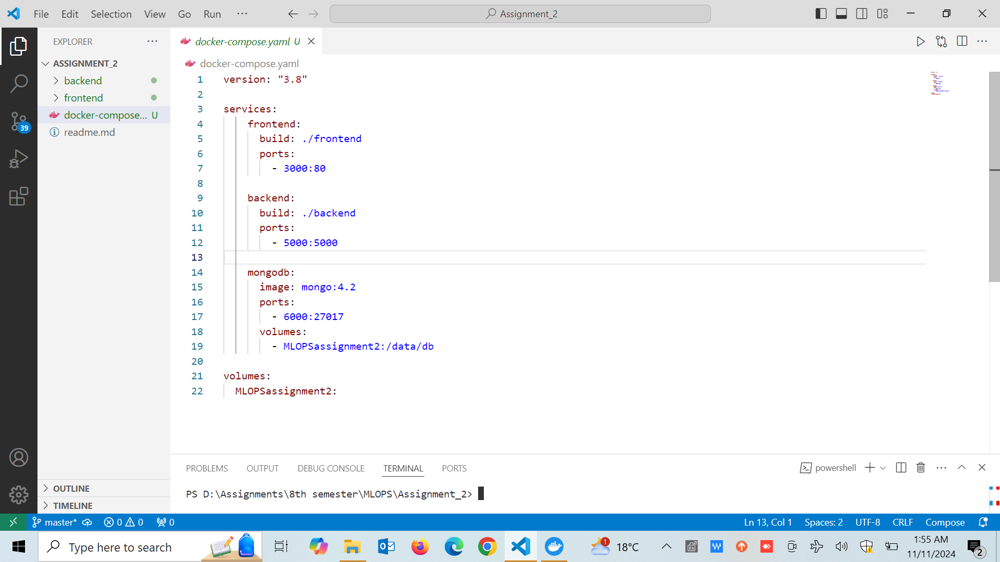 File Edit Selection View Go Run ···
Assignment_2
EXPLORER
ASSIGNMENT_2
backend
frontend
docker-compose... U
readme.md
39
OUTLINE
TIMELINE
docker-compose.yaml U
docker-compose.yaml
1 version: "3.8"
2
3 services:
4 frontend:
5 build: ./frontend
6 ports:
7 - 3000:80
8
9 backend:
10 build: ./backend
11 ports:
12 - 5000:5000
13
14 mongodb:
15 image: mongo:4.2
16 ports:
17 - 6000:27017
18 volumes:
19 - MLOPSassignment2:/data/db
20
21 volumes:
22 MLOPSassignment2:
PROBLEMS OUTPUT DEBUG CONSOLE TERMINAL PORTS
powershell
PS D:\Assignments\8th semester\MLOPS\Assignment_2>
master* 0 0 0
Ln 13, Col 1 Spaces: 2 UTF-8 CRLF Compose
Type here to search
1
18°C
Fn
W
1:55 AM
11/11/2024
2